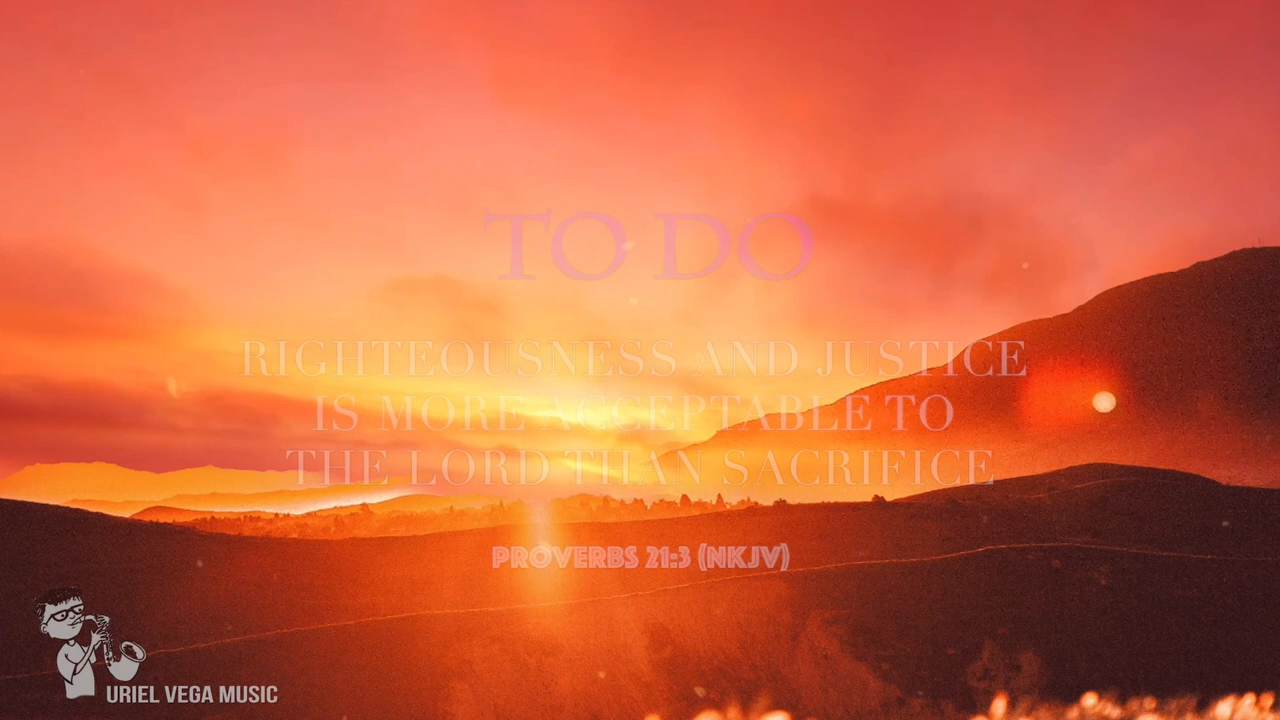 TO DO
RIGHTEOUSNESS AND JUSTICE
IS MORE ACCEPTABLE TO
THE LORD THAN SACRIFICE
PROVERBS 21:3 (NKJV)
URIEL VEGA MUSIC